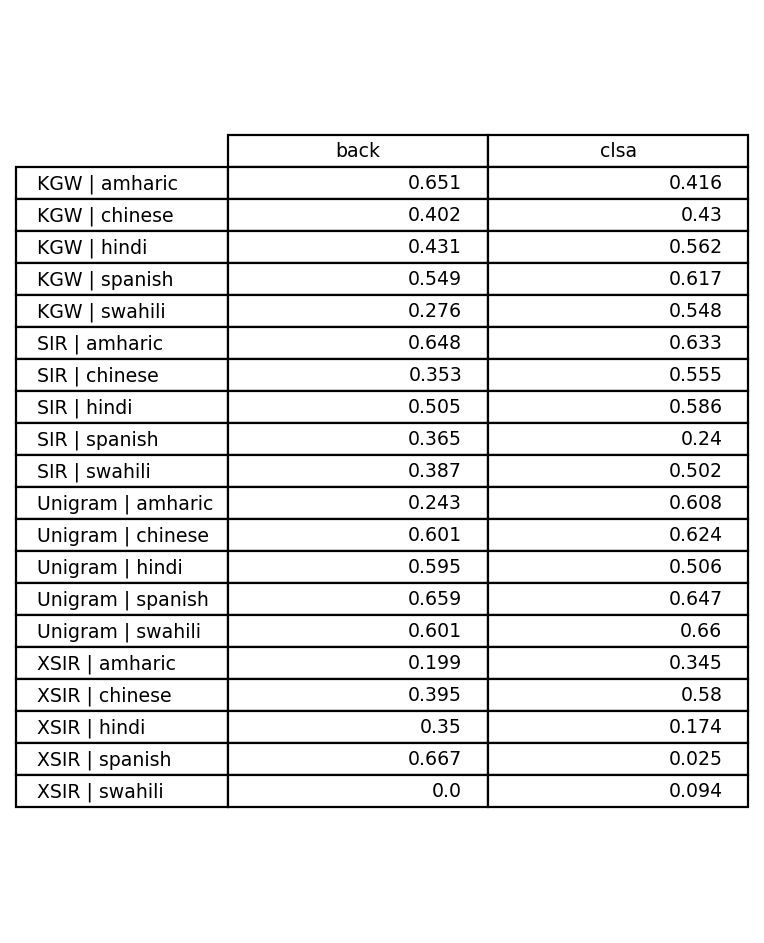 back clsa
KGW | amharic 0.651 0.416
KGW | chinese 0.402 0.43
KGW | hindi 0.431 0.562
KGW | spanish 0.549 0.617
KGW | swahili 0.276 0.548
SIR | amharic 0.648 0.633
SIR | chinese 0.353 0.555
SIR | hindi 0.505 0.586
SIR | spanish 0.365 0.24
SIR | swahili 0.387 0.502
Unigram | amharic 0.243 0.608
Unigram | chinese 0.601 0.624
Unigram | hindi 0.595 0.506
Unigram | spanish 0.659 0.647
Unigram | swahili 0.601 0.66
XSIR | amharic 0.199 0.345
XSIR | chinese 0.395 0.58
XSIR | hindi 0.35 0.174
XSIR | spanish 0.667 0.025
XSIR | swahili 0.0 0.094